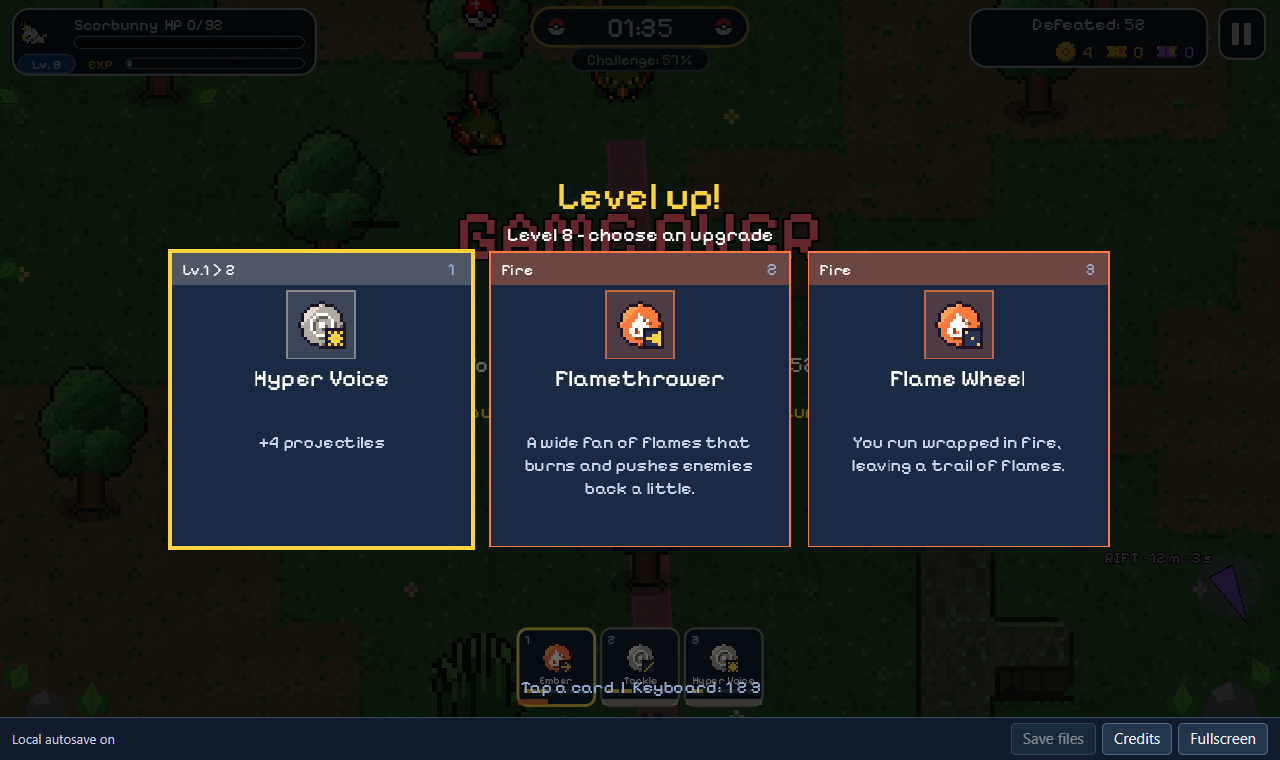 Scorbunny HP 0/92
Lv. 8 EXP
01:35
Challenge: 57%
Defeated: 58
4 0 0
Level up!
GAME OVER
Level 8 - choose an upgrade
Lv.1 > 2 1
Hyper Voice
+4 projectiles
Fire 2
Flamethrower
A wide fan of flames that
burns and pushes enemies
back a little.
Fire 3
Flame Wheel
You run wrapped in fire,
leaving a trail of flames.
RIFT · 12 m · 3 s
1 Ember
2 Tackle
3 Hyper Voice
Tap a card | Keyboard: 1 2 3
Local autosave on
Save files
Credits
Fullscreen